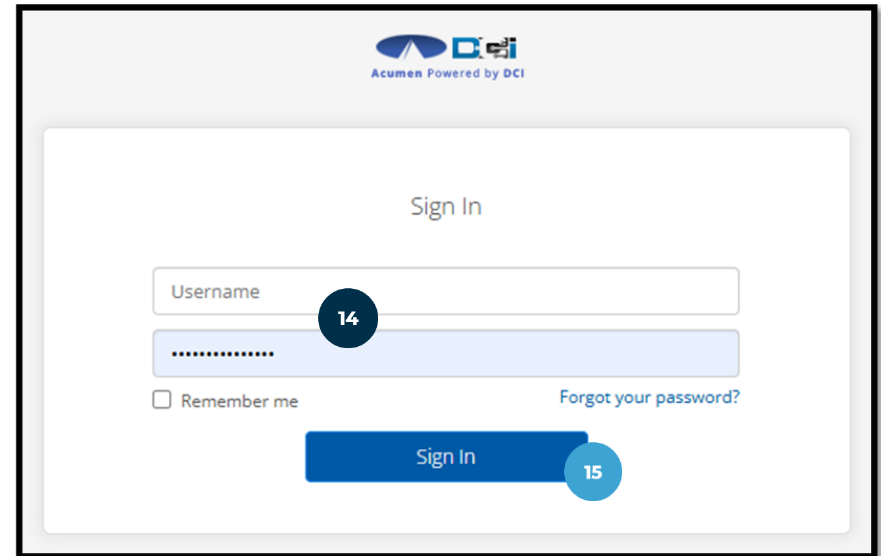 DCI
Acumen Powered by DCI
Sign In
Username
14
•••••••••••••••
Remember me
Forgot your password?
Sign In
15